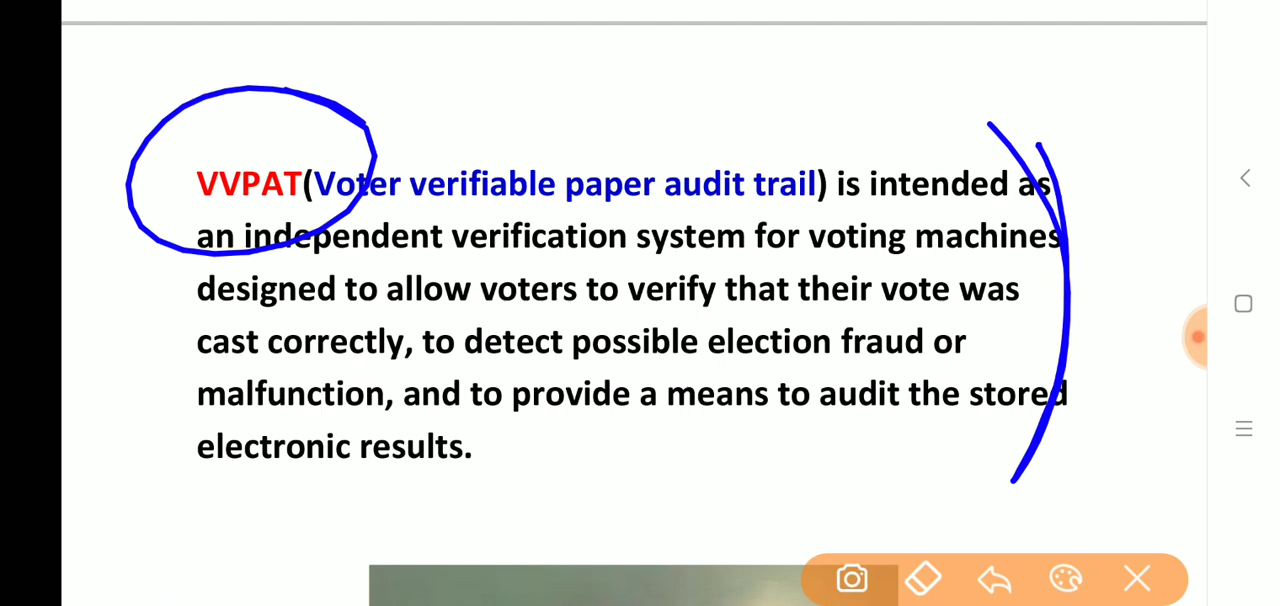 VVPAT(Voter verifiable paper audit trail) is intended as
an independent verification system for voting machines
designed to allow voters to verify that their vote was
cast correctly, to detect possible election fraud or
malfunction, and to provide a means to audit the stored
electronic results.